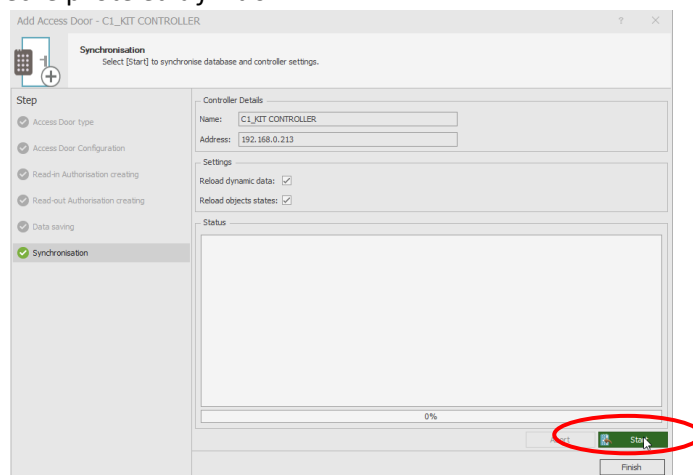 Add Access Door - C1_KIT CONTROLLER ? ×
Synchronisation
Select [Start] to synchronise database and controller settings.
Step
Access Door type
Access Door Configuration
Read-in Authorisation creating
Read-out Authorisation creating
Data saving
Synchronisation
Controller Details
Name: C1_KIT CONTROLLER
Address: 192.168.0.213
Settings
Reload dynamic data:
Reload objects states:
Status
0%
Start
Finish